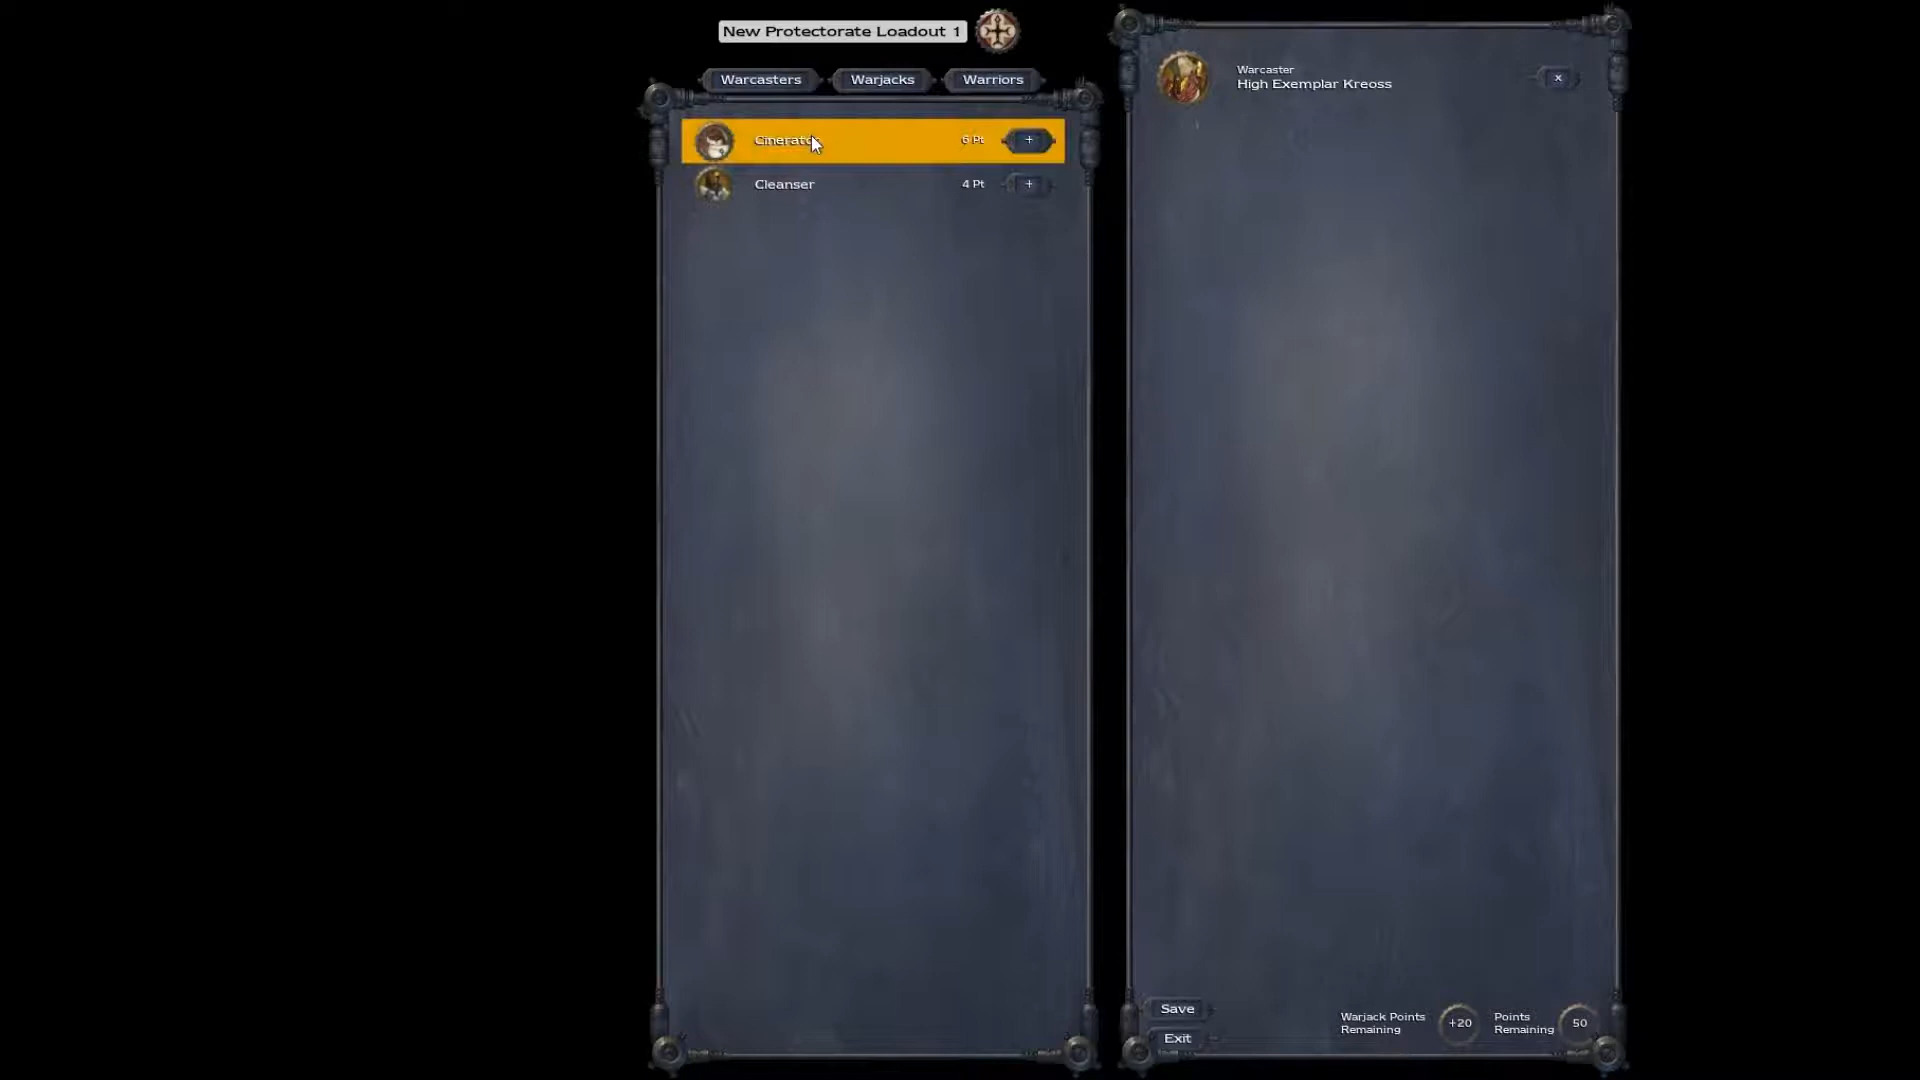 New Protectorate Loadout 1
Warcasters
Warjacks
Warriors
Cinerator
6 Pt
+
Cleanser
4 Pt
+
Warcaster
High Exemplar Kreoss
x
Save
Exit
Warjack Points
Remaining
+20
Points
Remaining
50